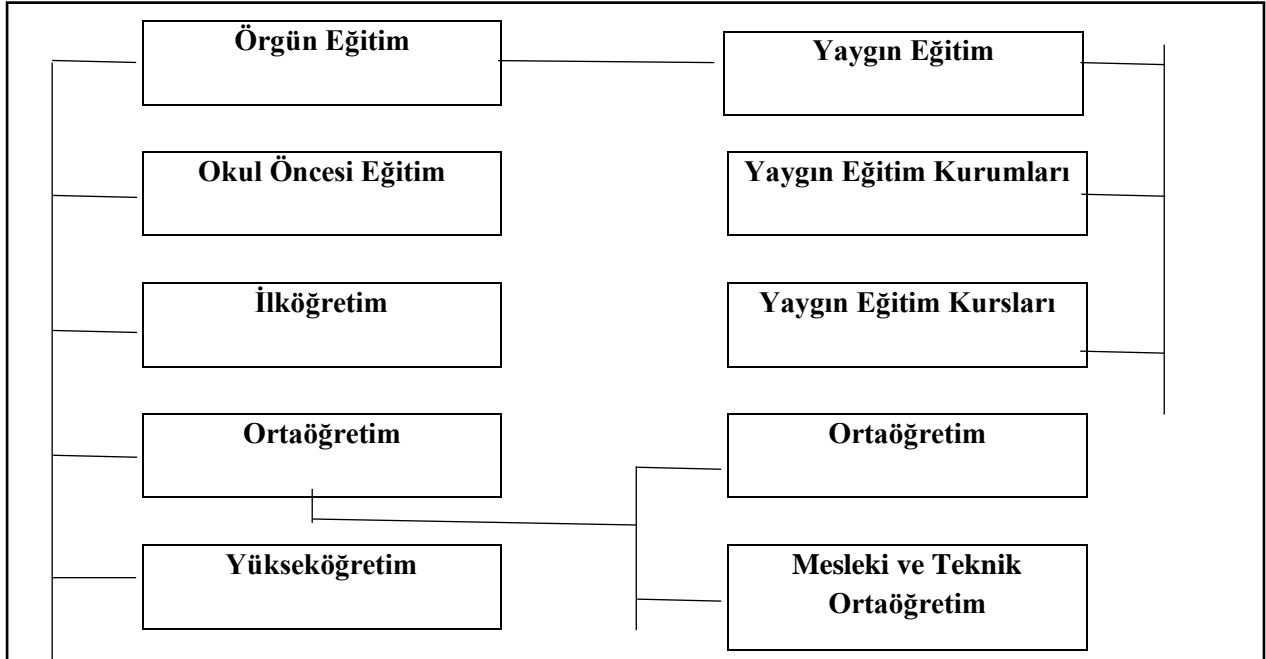 Örgün Eğitim
Yaygın Eğitim
Okul Öncesi Eğitim
Yaygın Eğitim Kurumları
İlköğretim
Yaygın Eğitim Kursları
Ortaöğretim
Ortaöğretim
Yükseköğretim
Mesleki ve Teknik
Ortaöğretim